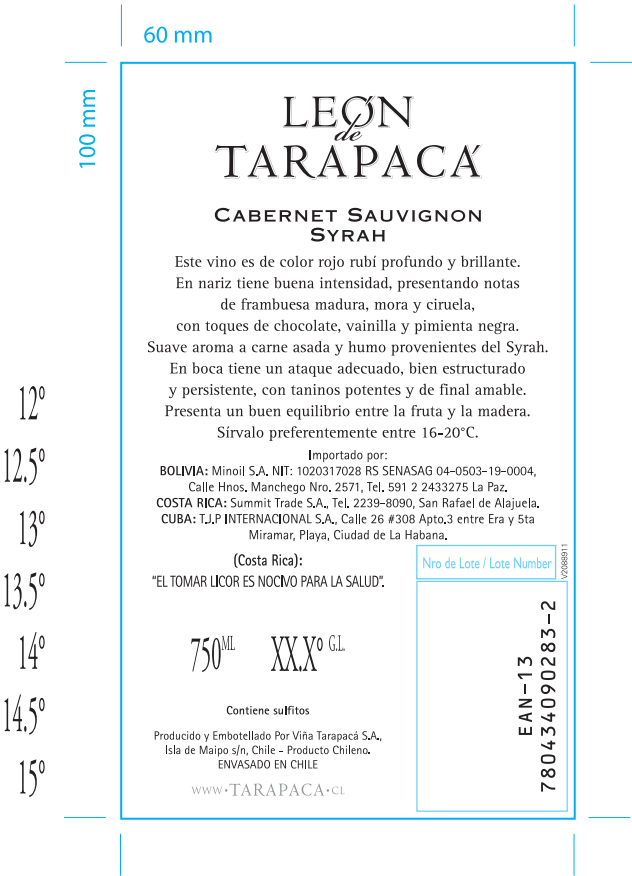 60 mm
100 mm
LEÓN
de
TARAPACÁ
CABERNET SAUVIGNON
SYRAH
Este vino es de color rojo rubí profundo y brillante.
En nariz tiene buena intensidad, presentando notas
de frambuesa madura, mora y ciruela,
con toques de chocolate, vainilla y pimienta negra.
Suave aroma a carne asada y humo provenientes del Syrah.
En boca tiene un ataque adecuado, bien estructurado
y persistente, con taninos potentes y de final amable.
Presenta un buen equilibrio entre la fruta y la madera.
Sírvalo preferentemente entre 16-20°C.
Importado por:
BOLIVIA: Minoil S.A. NIT: 1020317028 RS SENASAG 04-0503-19-0004,
Calle Hnos. Manchego Nro. 2571, Tel. 591 2 2433275 La Paz.
COSTA RICA: Summit Trade S.A., Tel. 2239-8090, San Rafael de Alajuela.
CUBA: T.J.P INTERNACIONAL S.A., Calle 26 #308 Apto.3 entre Era y 5ta
Miramar, Playa, Ciudad de La Habana.
(Costa Rica):
"EL TOMAR LICOR ES NOCIVO PARA LA SALUD".
Nro de Lote / Lote Number
V2088911
750ML XX.X° G.L.
EAN-13
7804340902832-2
Contiene sulfitos
Producido y Embotellado Por Viña Tarapacá S.A.,
Isla de Maipo s/n, Chile - Producto Chileno.
ENVASADO EN CHILE
WWW•TARAPACA•CL
12°
12.5°
13°
13.5°
14°
14.5°
15°